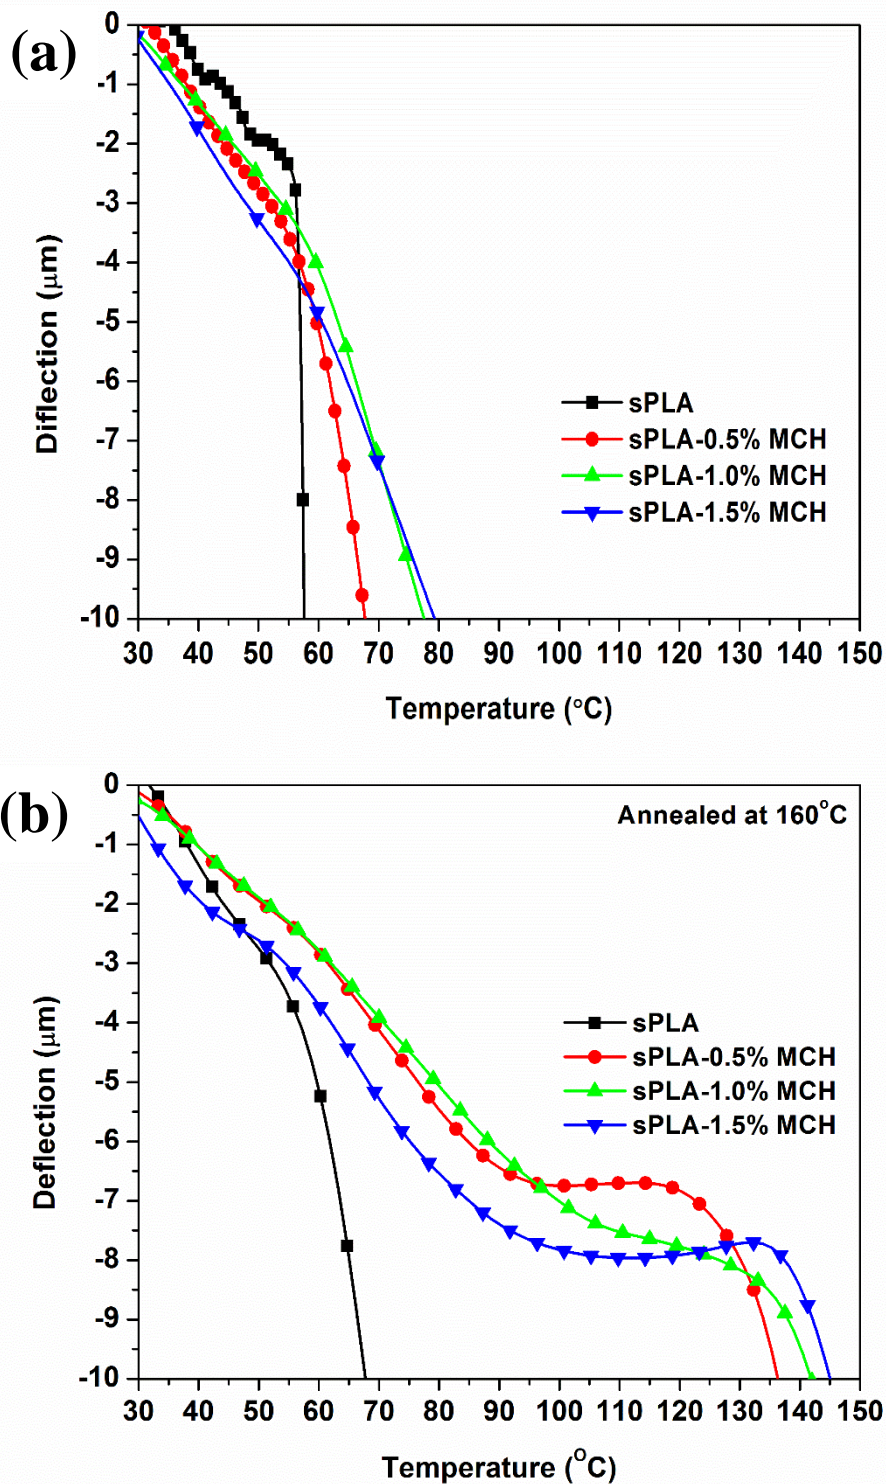 (a)
0
-1
-2
-3
-4
-5
-6
-7
-8
-9
-10
Diflection (μm)
sPLA
sPLA-0.5% MCH
sPLA-1.0% MCH
sPLA-1.5% MCH
30 40 50 60 70 80 90 100 110 120 130 140 150
Temperature (°C)
(b)
Annealed at 160°C
0
-1
-2
-3
-4
-5
-6
-7
-8
-9
-10
Deflection (μm)
sPLA
sPLA-0.5% MCH
sPLA-1.0% MCH
sPLA-1.5% MCH
30 40 50 60 70 80 90 100 110 120 130 140 150
Temperature (°C)